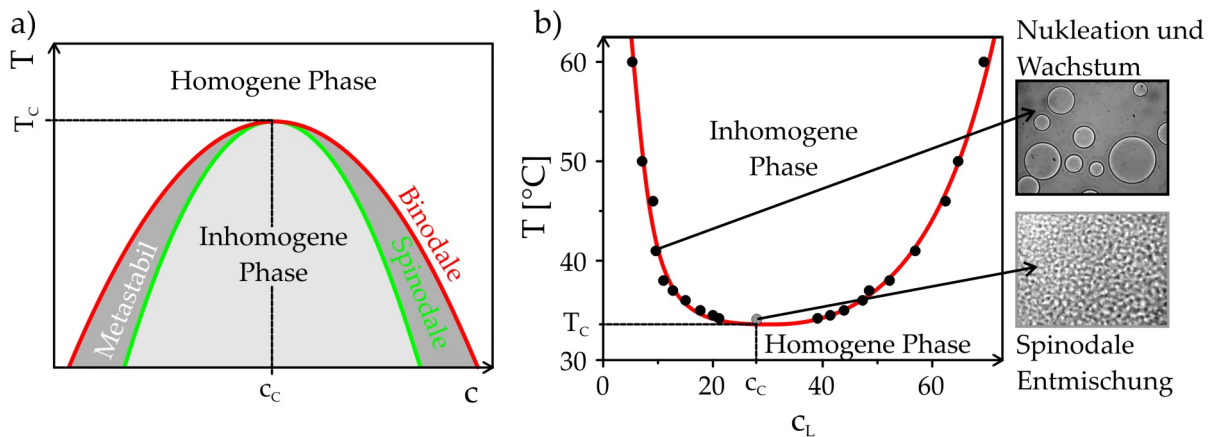 a)
T
T_C
Homogene Phase
Binodale
Spinodale
Metastabil
Inhomogene
Phase
c_C
c
b)
T [°C]
60
50
40
T_C
30
Inhomogene
Phase
Homogene Phase
0
20
c_C
40
60
c_L
Nukleation und
Wachstum
Spinodale
Entmischung